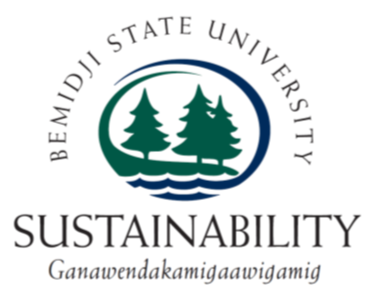 BEMIDJI STATE UNIVERSITY
SUSTAINABILITY
Ganawendakamigaawigamig